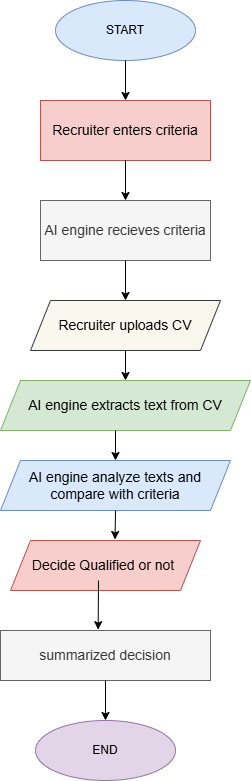 START
Recruiter enters criteria
AI engine recieves criteria
Recruiter uploads CV
AI engine extracts text from CV
AI engine analyze texts and
compare with criteria
Decide Qualified or not
summarized decision
END